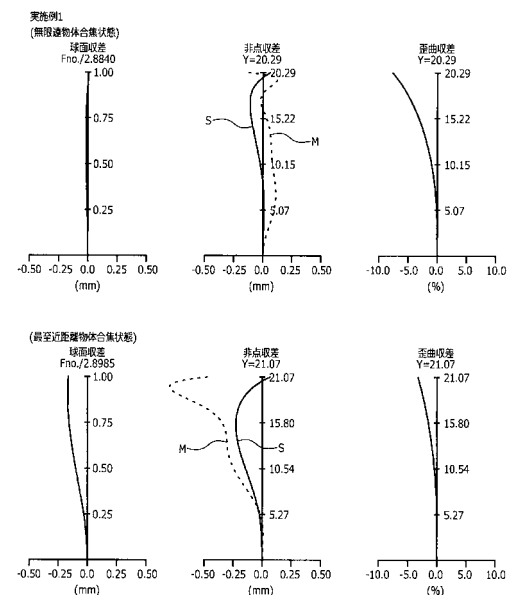 実施例1
(無限遠物体合焦状態)
球面収差
Fno./2.8840
1.00
0.75
0.50
0.25
-0.50 -0.25 0.0 0.25 0.50
(mm)
非点収差
Y=20.29
20.29
15.22
10.15
5.07
S
M
-0.50 -0.25 0.0 0.25 0.50
(mm)
歪曲収差
Y=20.29
20.29
15.22
10.15
5.07
-10.0 -5.0 0.0 5.0 10.0
(%)
(最至近距離物体合焦状態)
球面収差
Fno./2.8985
1.00
0.75
0.50
0.25
-0.50 -0.25 0.0 0.25 0.50
(mm)
非点収差
Y=21.07
21.07
15.80
10.54
5.27
M
S
-0.50 -0.25 0.0 0.25 0.50
(mm)
歪曲収差
Y=21.07
21.07
15.80
10.54
5.27
-10.0 -5.0 0.0 5.0 10.0
(%)